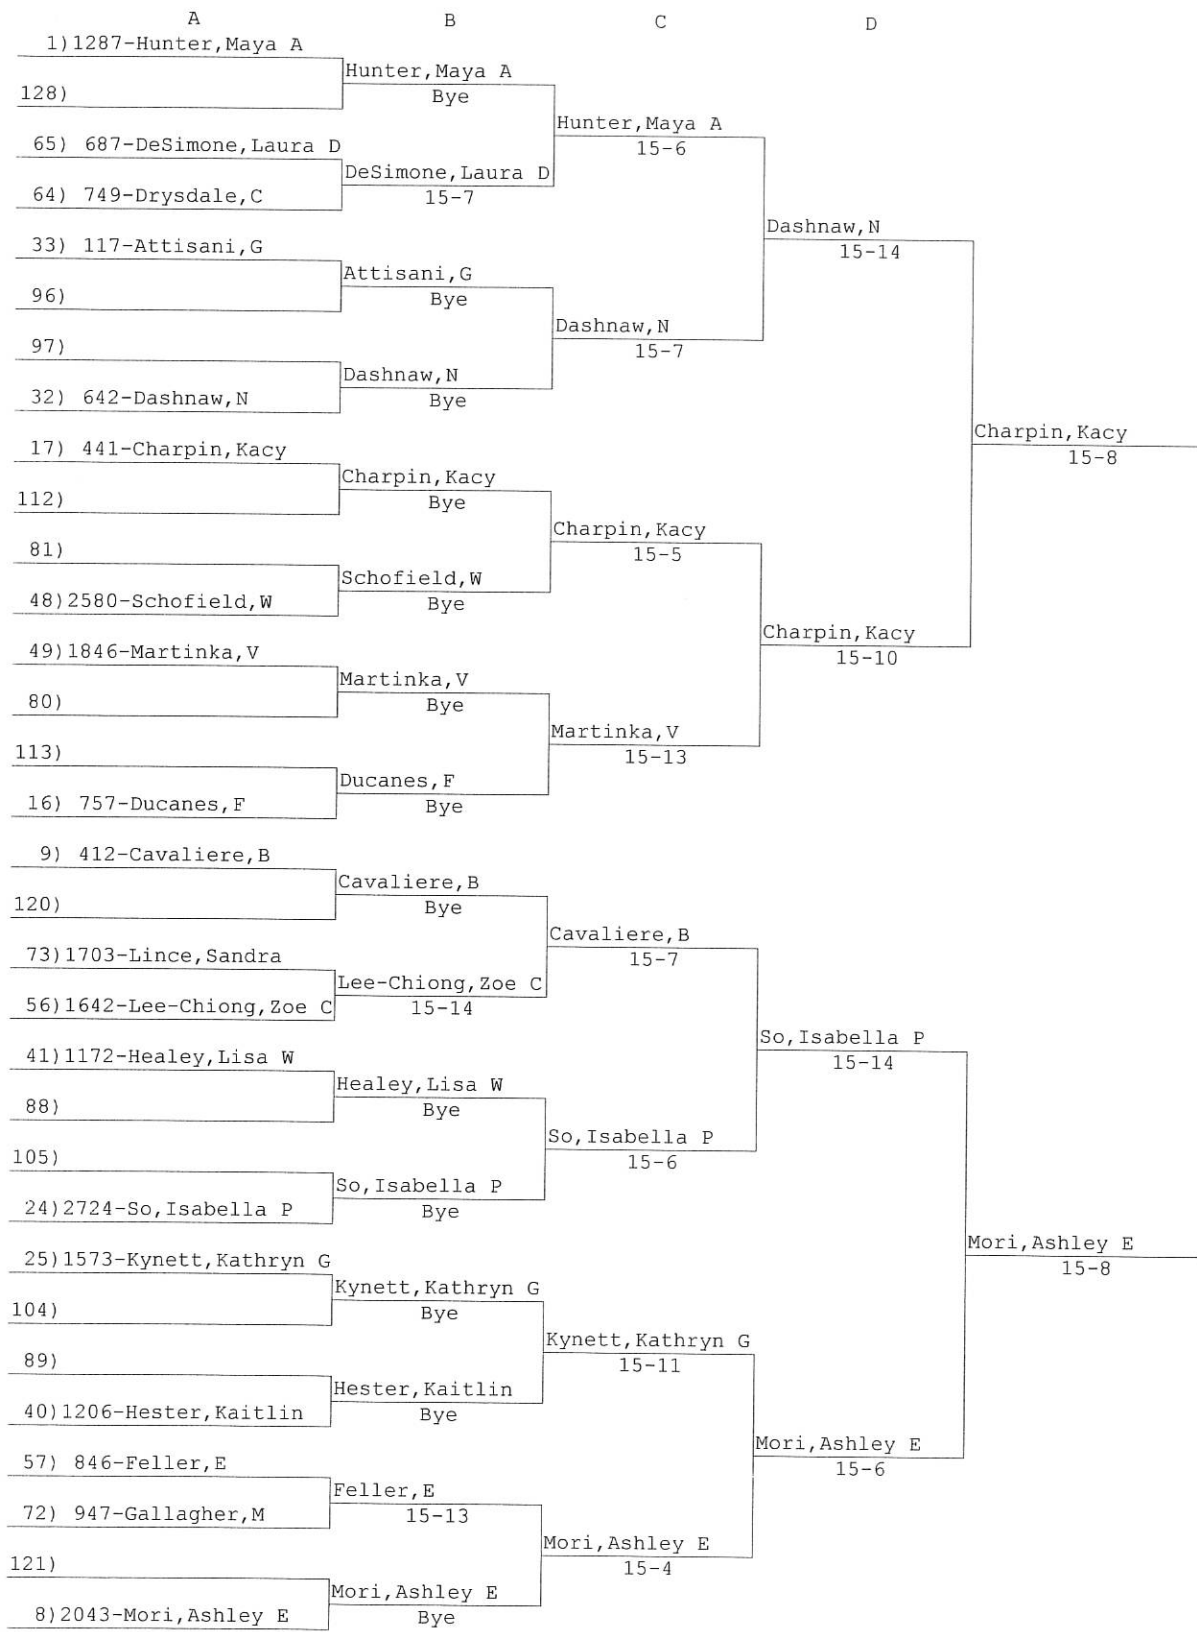 A B C D
1)1287-Hunter,Maya A
Hunter,Maya A
128) Bye
Hunter,Maya A
65) 687-DeSimone,Laura D 15-6
DeSimone,Laura D
64) 749-Drysdale,C 15-7
Dashnaw,N
33) 117-Attisani,G 15-14
Attisani,G
96) Bye
Dashnaw,N
97) 15-7
Dashnaw,N
32) 642-Dashnaw,N Bye
Charpin,Kacy
17) 441-Charpin,Kacy 15-8
Charpin,Kacy
112) Bye
Charpin,Kacy
81) 15-5
Schofield,W
48)2580-Schofield,W Bye
Charpin,Kacy
49)1846-Martinka,V 15-10
Martinka,V
80) Bye
Martinka,V
113) 15-13
Ducanes,F
16) 757-Ducanes,F Bye
9) 412-Cavaliere,B
Cavaliere,B
120) Bye
Cavaliere,B
73)1703-Lince,Sandra 15-7
Lee-Chiong,Zoe C
56)1642-Lee-Chiong,Zoe C 15-14
So,Isabella P
41)1172-Healey,Lisa W 15-14
Healey,Lisa W
88) Bye
So,Isabella P
105) 15-6
So,Isabella P
24)2724-So,Isabella P Bye
Mori,Ashley E
25)1573-Kynett,Kathryn G 15-8
Kynett,Kathryn G
104) Bye
Kynett,Kathryn G
89) 15-11
Hester,Kaitlin
40)1206-Hester,Kaitlin Bye
Mori,Ashley E
57) 846-Feller,E 15-6
Feller,E
72) 947-Gallagher,M 15-13
Mori,Ashley E
121) 15-4
Mori,Ashley E
8)2043-Mori,Ashley E Bye